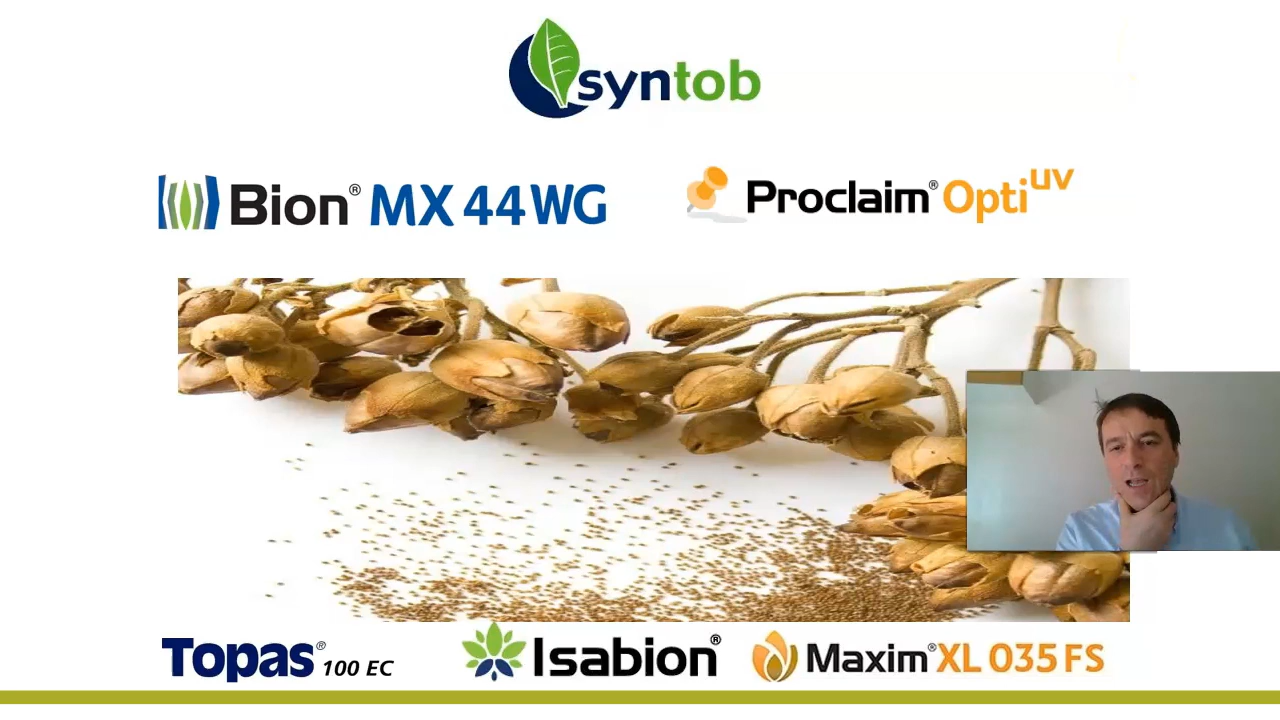 syntob
Bion® MX 44 WG
Proclaim® Opti UV
Topas® 100 EC
Isabion®
Maxim® XL 035 FS